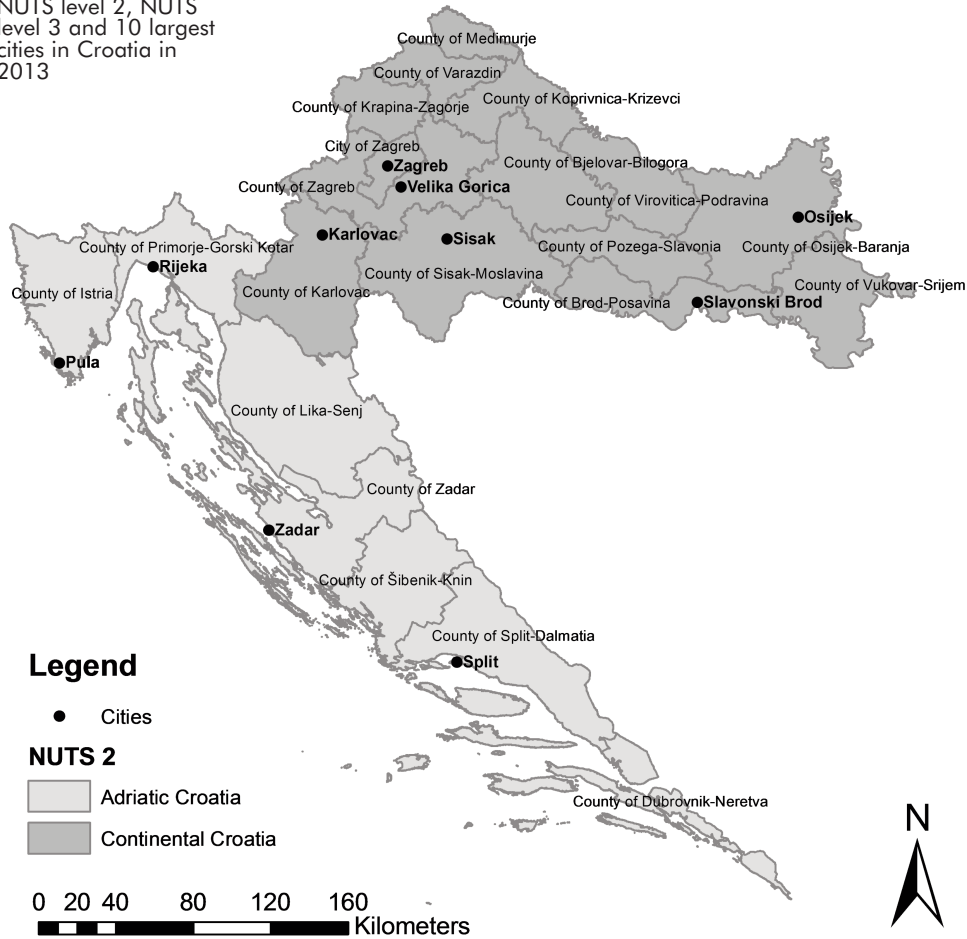 NUTS level 2, NUTS
level 3 and 10 largest
cities in Croatia in
2013
County of Medimurje
County of Varazdin
County of Krapina-Zagorje
County of Koprivnica-Krizevci
City of Zagreb
Zagreb
County of Bjelovar-Bilogora
County of Zagreb
Velika Gorica
County of Virovitica-Podravina
Osijek
Karlovac
Sisak
County of Primorje-Gorski Kotar
County of Pozega-Slavonia
County of Osijek-Baranja
Rijeka
County of Sisak-Moslavina
County of Istria
County of Karlovac
County of Vukovar-Srijem
County of Brod-Posavina
Slavonski Brod
Pula
County of Lika-Senj
County of Zadar
Zadar
County of Šibenik-Knin
County of Split-Dalmatia
Split
County of Dubrovnik-Neretva
Legend
Cities
NUTS 2
Adriatic Croatia
Continental Croatia
0 20 40 80 120 160
Kilometers
N